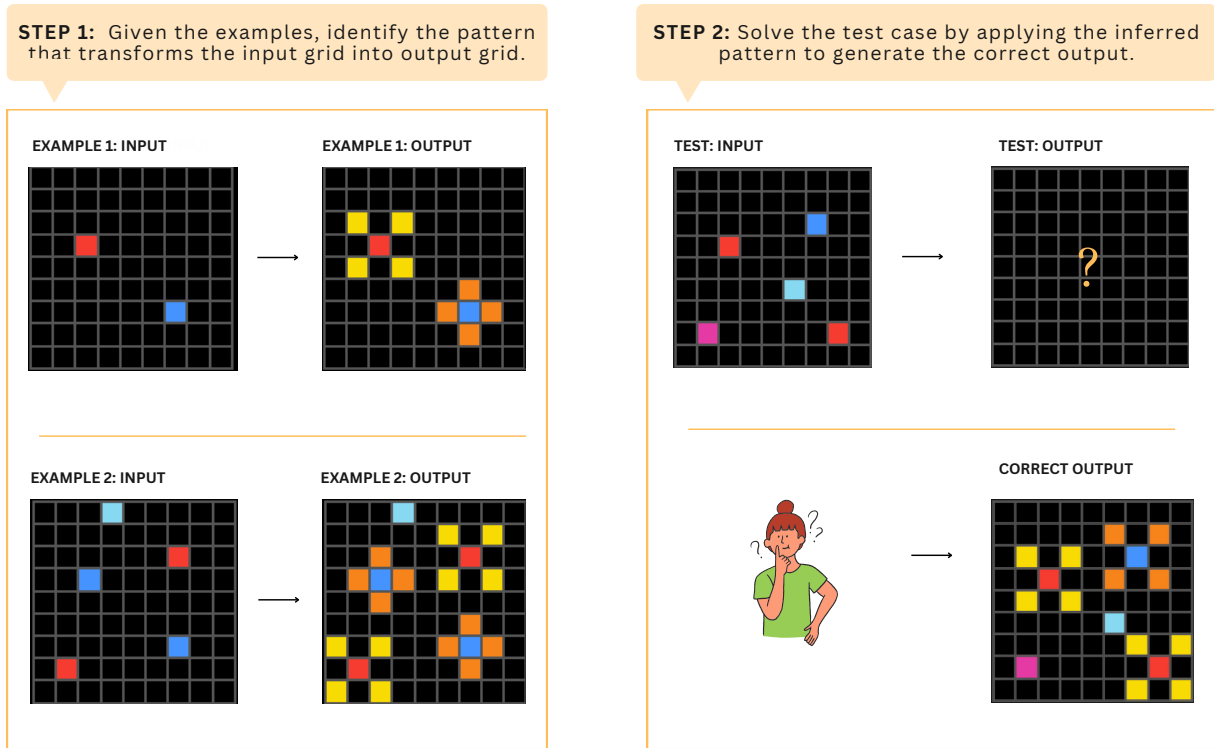 STEP 1: Given the examples, identify the pattern
that transforms the input grid into output grid.
STEP 2: Solve the test case by applying the inferred
pattern to generate the correct output.
EXAMPLE 1: INPUT
EXAMPLE 1: OUTPUT
EXAMPLE 2: INPUT
EXAMPLE 2: OUTPUT
TEST: INPUT
TEST: OUTPUT
?
CORRECT OUTPUT
? ? ?